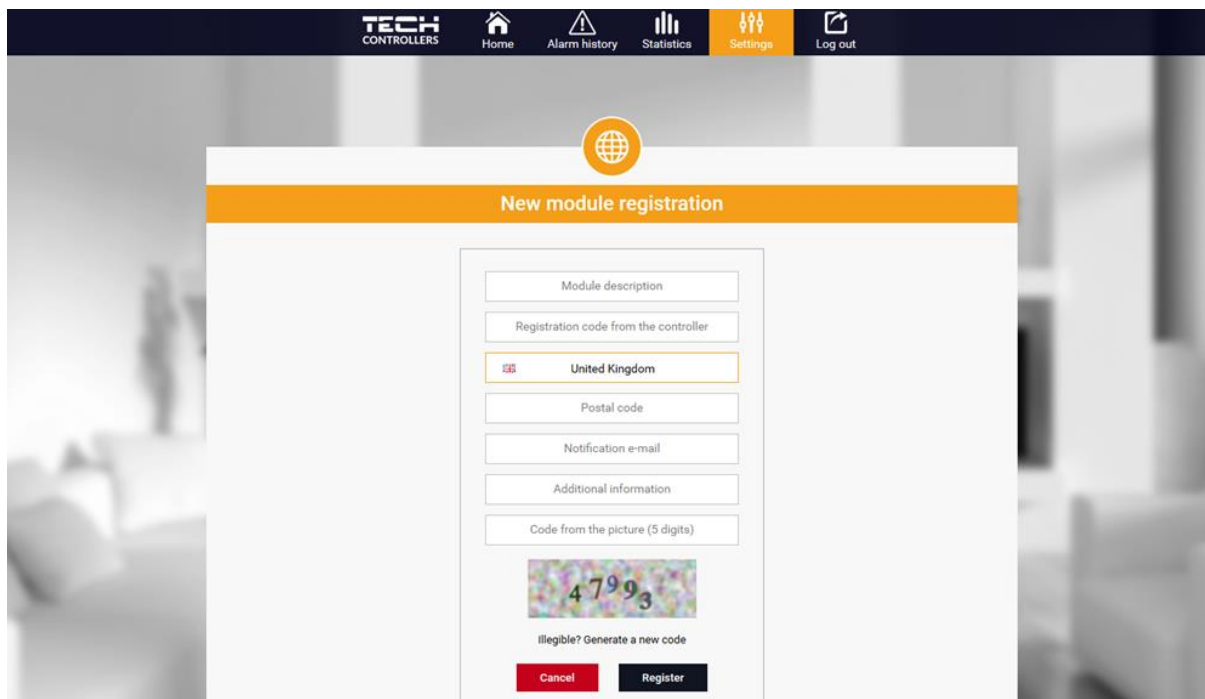 TECH
CONTROLLERS
Home
Alarm history
Statistics
Settings
Log out
New module registration
Module description
Registration code from the controller
United Kingdom
Postal code
Notification e-mail
Additional information
Code from the picture (5 digits)
47993
Illegible? Generate a new code
Cancel
Register